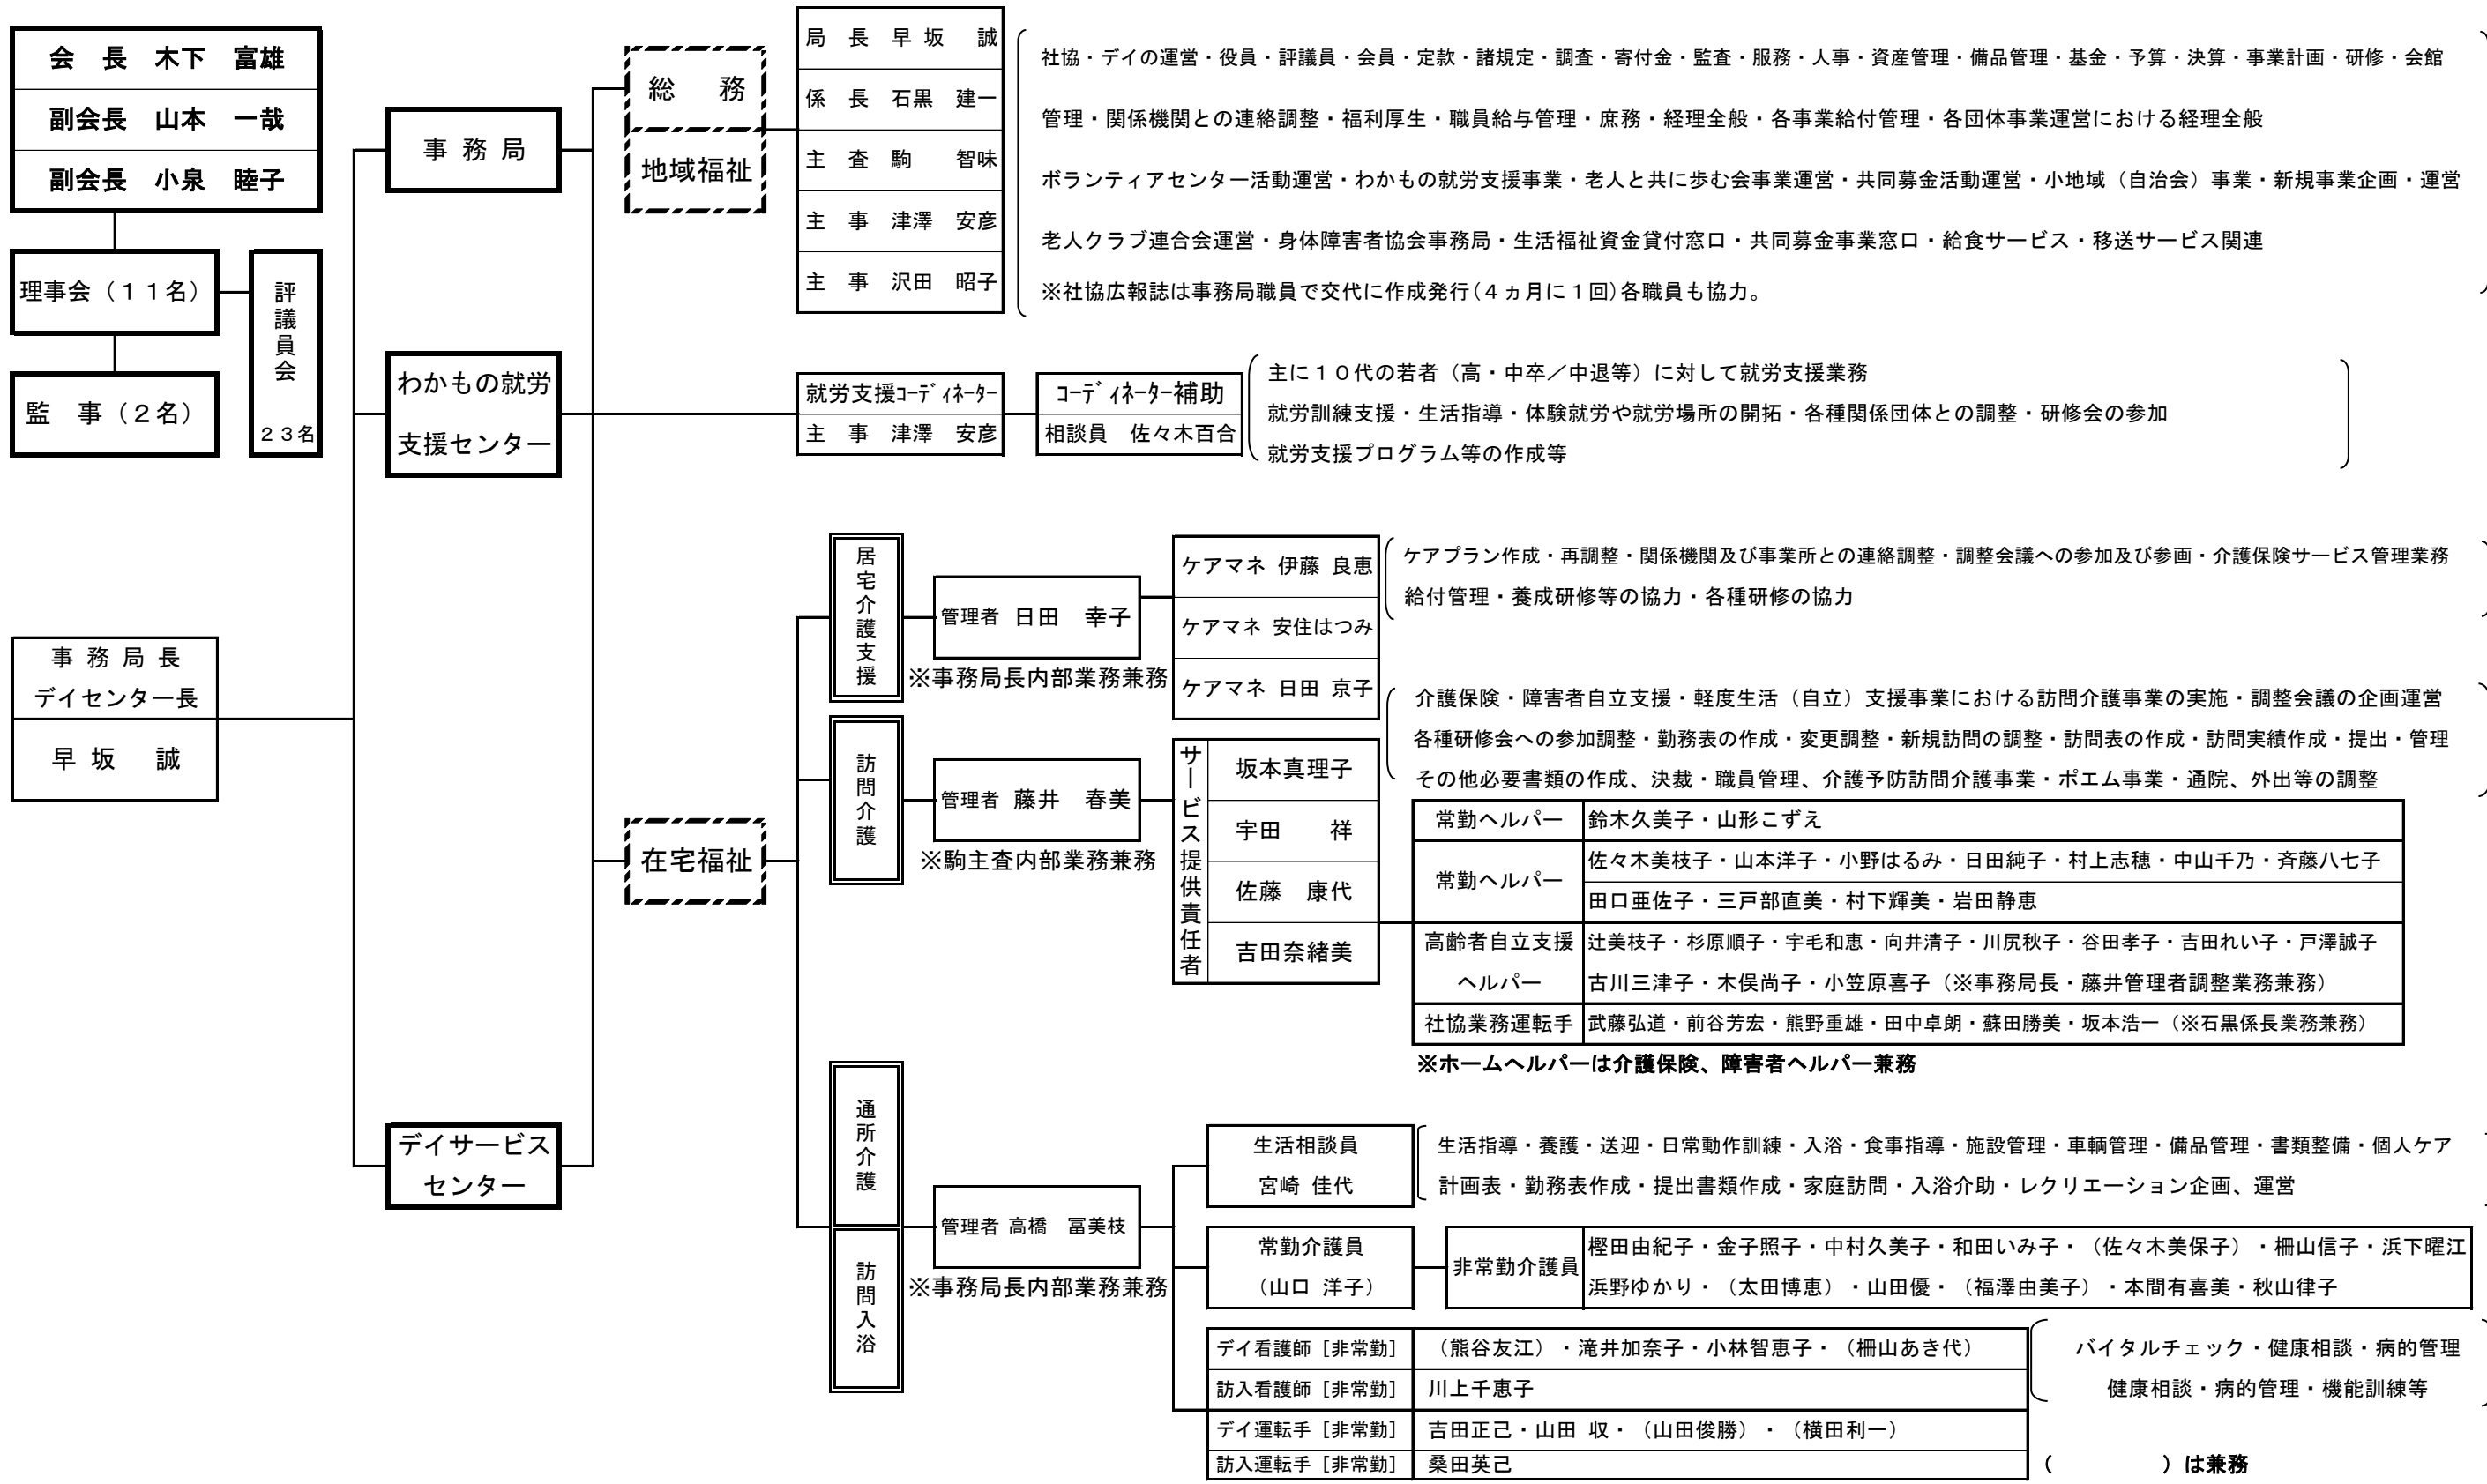 会　長　木下　富雄
副会長　山本　一哉
副会長　小泉　睦子
理事会（１１名）
評議員会　２３名
監　事（２名）
事 務 局 長
デイセンター長
早 坂　誠
事 務 局
わかもの就労
支援センター
デイサービス
センター
総　務
地域福祉
局　長　早 坂　誠
係　長　石黒　建一
主　査　駒　智味
主　事　津澤　安彦
主　事　沢田　昭子
社協・デイの運営・役員・評議員・会員・定款・諸規定・調査・寄付金・監査・服務・人事・資産管理・備品管理・基金・予算・決算・事業計画・研修・会館
管理・関係機関との連絡調整・福利厚生・職員給与管理・庶務・経理全般・各事業給付管理・各団体事業運営における経理全般
ボランティアセンター活動運営・わかもの就労支援事業・老人と共に歩む会事業運営・共同募金活動運営・小地域（自治会）事業・新規事業企画・運営
老人クラブ連合会運営・身体障害者協会事務局・生活福祉資金貸付窓口・共同募金事業窓口・給食サービス・移送サービス関連
※社協広報誌は事務局職員で交代に作成発行(４ヵ月に１回)各職員も協力。
就労支援ｺｰﾃﾞｨﾈｰﾀｰ
主　事　津澤　安彦
ｺｰﾃﾞｨﾈｰﾀｰ補助
相談員　佐々木百合
主に１０代の若者（高・中卒／中退等）に対して就労支援業務
就労訓練支援・生活指導・体験就労や就労場所の開拓・各種関係団体との調整・研修会の参加
就労支援プログラム等の作成等
在宅福祉
居宅介護支援
管理者 日田　幸子
※事務局長内部業務兼務
ケアマネ 伊藤 良恵
ケアマネ 安住はつみ
ケアマネ 日田 京子
ケアプラン作成・再調整・関係機関及び事業所との連絡調整・調整会議への参加及び参画・介護保険サービス管理業務
給付管理・養成研修等の協力・各種研修の協力
訪問介護
管理者 藤井　春美
※駒主査内部業務兼務
サービス提供責任者
坂本真理子
宇田　祥
佐藤　康代
吉田奈緒美
介護保険・障害者自立支援・軽度生活（自立）支援事業における訪問介護事業の実施・調整会議の企画運営
各種研修会への参加調整・勤務表の作成・変更調整・新規訪問の調整・訪問表の作成・訪問実績作成・提出・管理
その他必要書類の作成、決裁・職員管理、介護予防訪問介護事業・ポエム事業・通院、外出等の調整
常勤ヘルパー　鈴木久美子・山形こずえ
常勤ヘルパー　佐々木美枝子・山本洋子・小野はるみ・日田純子・村上志穂・中山千乃・斉藤八七子
田口亜佐子・三戸部直美・村下輝美・岩田静恵
高齢者自立支援　辻美枝子・杉原順子・宇毛和恵・向井清子・川尻秋子・谷田孝子・吉田れい子・戸澤誠子
ヘルパー　古川三津子・木俣尚子・小笠原喜子（※事務局長・藤井管理者調整業務兼務）
社協業務運転手　武藤弘道・前谷芳宏・熊野重雄・田中卓朗・蘇田勝美・坂本浩一（※石黒係長業務兼務）
※ホームヘルパーは介護保険、障害者ヘルパー兼務
通所介護
訪問入浴
管理者 高橋　冨美枝
※事務局長内部業務兼務
生活相談員
宮崎 佳代
生活指導・養護・送迎・日常動作訓練・入浴・食事指導・施設管理・車輌管理・備品管理・書類整備・個人ケア
計画表・勤務表作成・提出書類作成・家庭訪問・入浴介助・レクリエーション企画、運営
常勤介護員
（山口 洋子）
非常勤介護員
樫田由紀子・金子照子・中村久美子・和田いみ子・（佐々木美保子）・柵山信子・浜下曜江
浜野ゆかり・（太田博恵）・山田優・（福澤由美子）・本間有喜美・秋山律子
デイ看護師［非常勤］　（熊谷友江）・滝井加奈子・小林智恵子・（柵山あき代）
訪入看護師［非常勤］　川上千恵子
デイ運転手［非常勤］　吉田正己・山田 収・（山田俊勝）・（横田利一）
訪入運転手［非常勤］　桑田英己
バイタルチェック・健康相談・病的管理
健康相談・病的管理・機能訓練等
（　　　　）は兼務